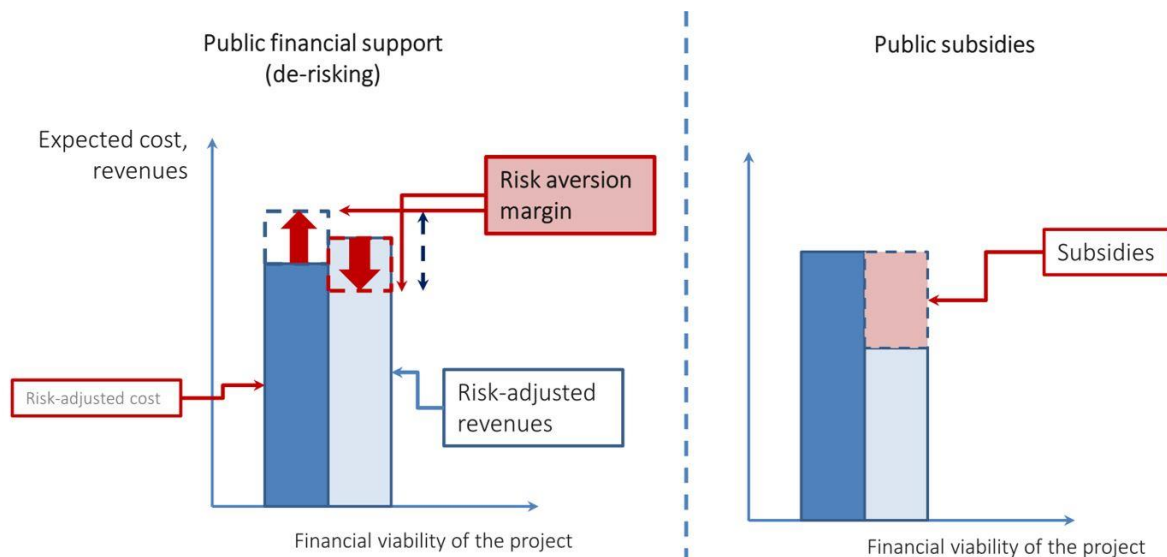 Public financial support
(de-risking)
Expected cost,
revenues
Risk aversion
margin
Risk-adjusted cost
Risk-adjusted
revenues
Financial viability of the project
Public subsidies
Subsidies
Financial viability of the project